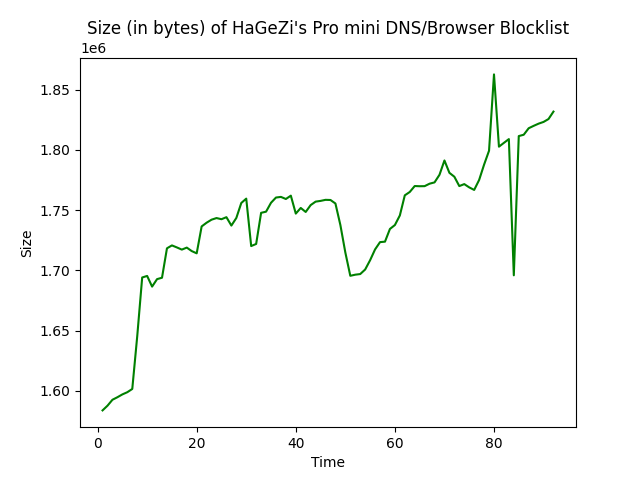 Size (in bytes) of HaGeZi's Pro mini DNS/Browser Blocklist
1e6
1.85
1.80
1.75
1.70
1.65
1.60
Size
0 20 40 60 80
Time